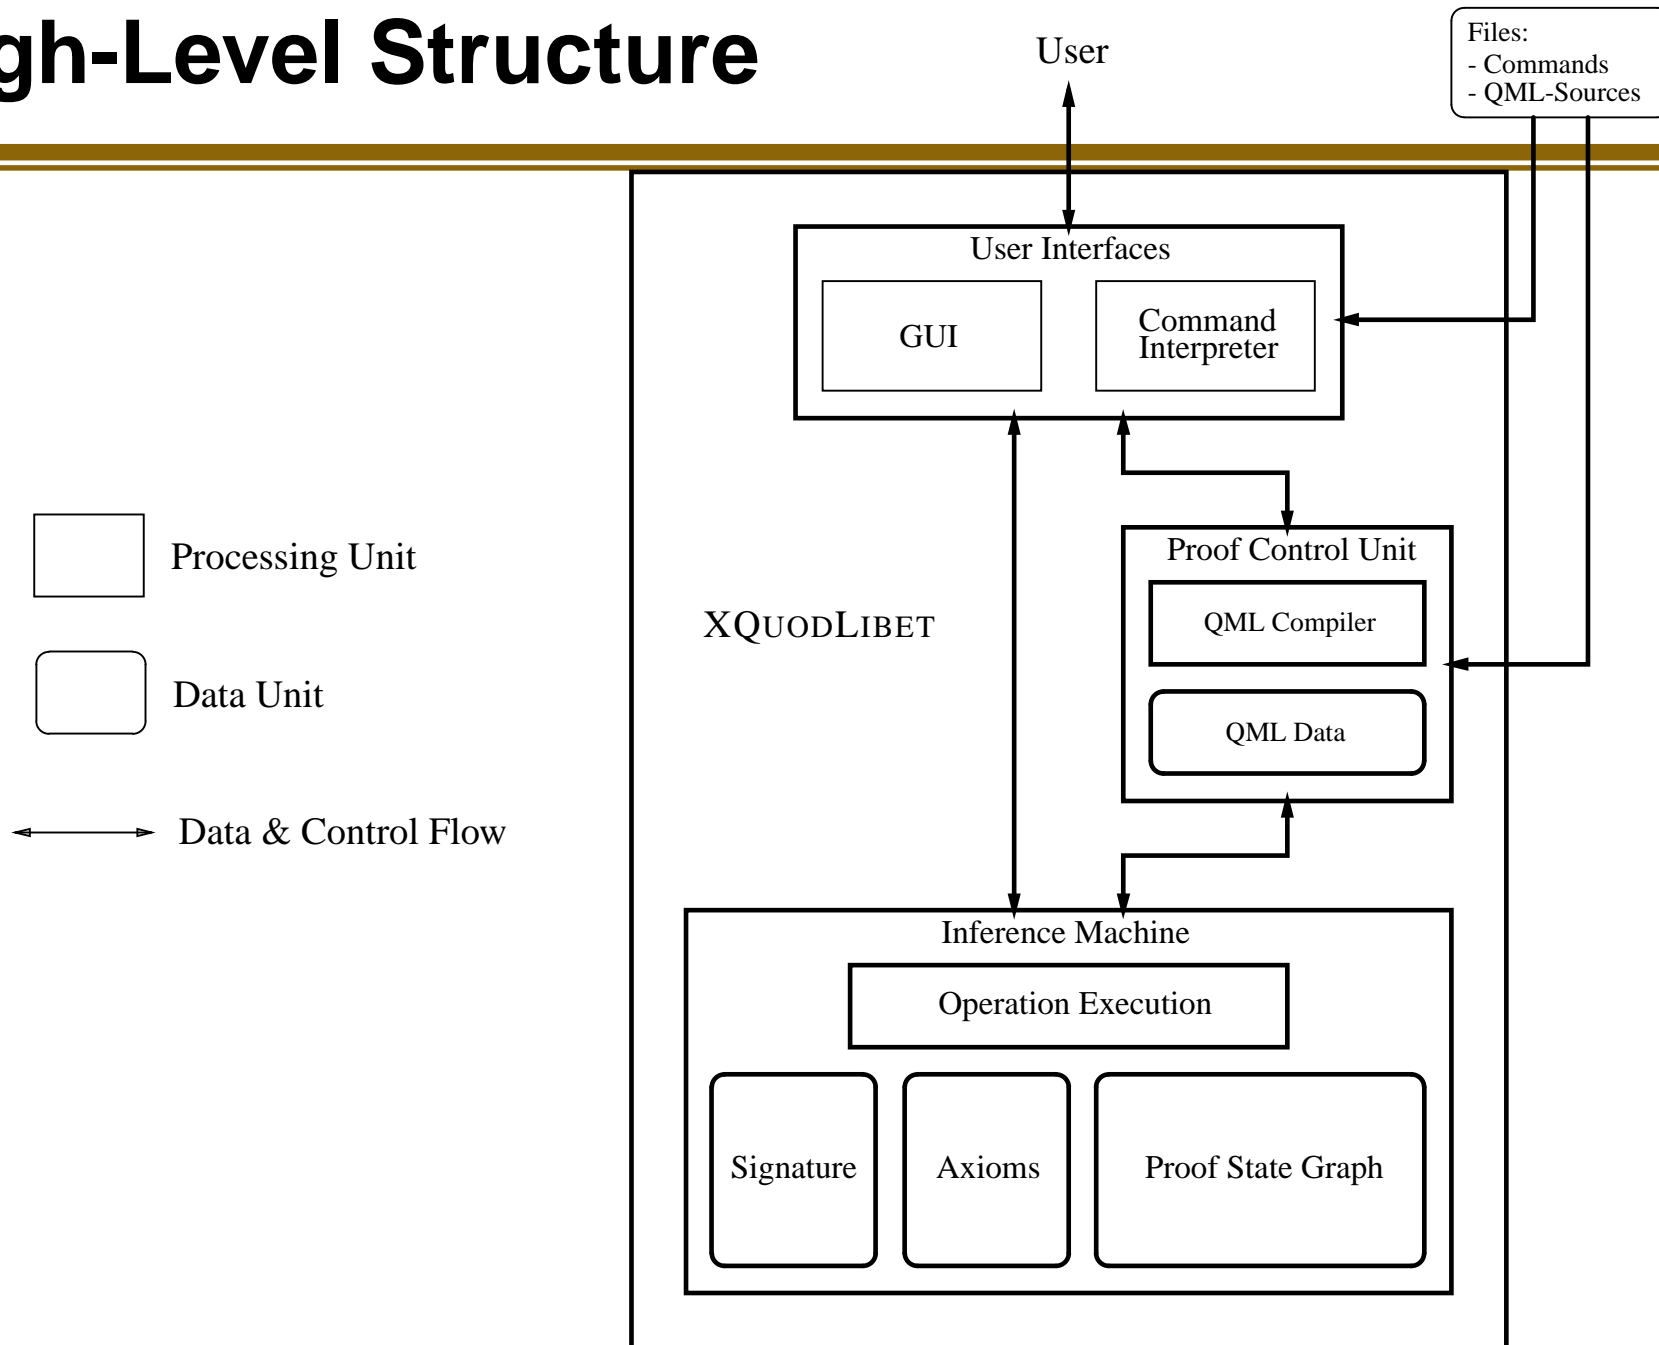 gh-Level Structure
User
Files:
- Commands
- QML-Sources
User Interfaces
GUI
Command
Interpreter
Processing Unit
Proof Control Unit
QML Compiler
XQUODLIBET
Data Unit
QML Data
Data & Control Flow
Inference Machine
Operation Execution
Signature
Axioms
Proof State Graph